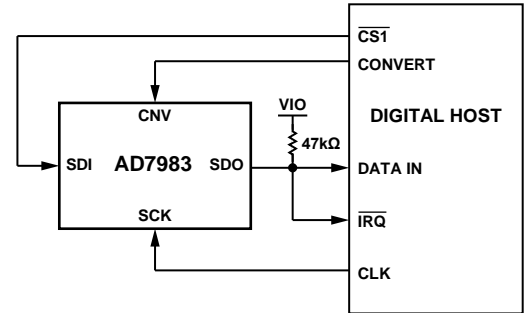 CS1
CONVERT
CNV
VIO
DIGITAL HOST
47kΩ
SDI AD7983 SDO
DATA IN
SCK
IRQ
CLK